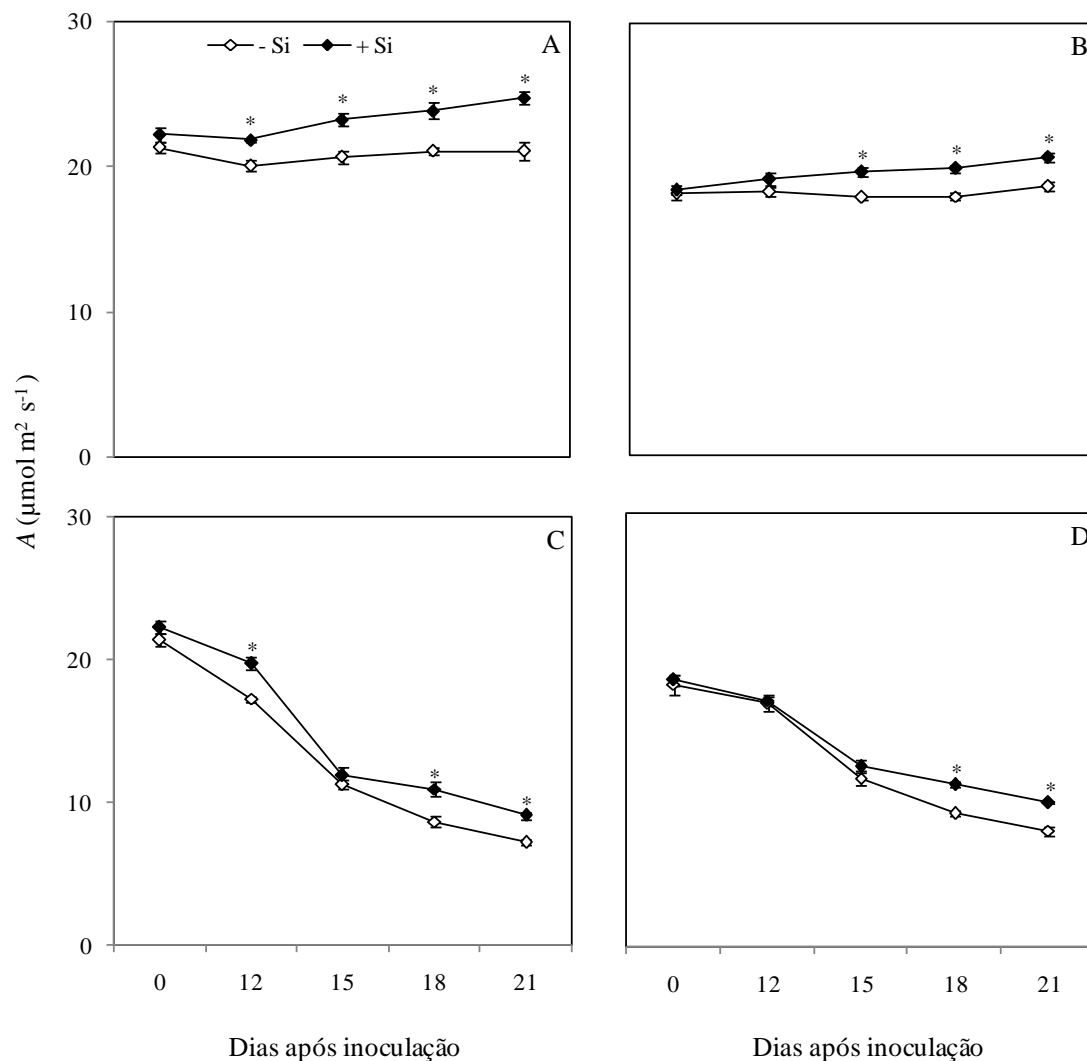 30
- Si + Si
A
B
* * * *
* * *
20
10
0
A (µmol m² s⁻¹)
30
C
D
20
*
* *
* *
10
0
0 12 15 18 21
0 12 15 18 21
Dias após inoculação
Dias após inoculação